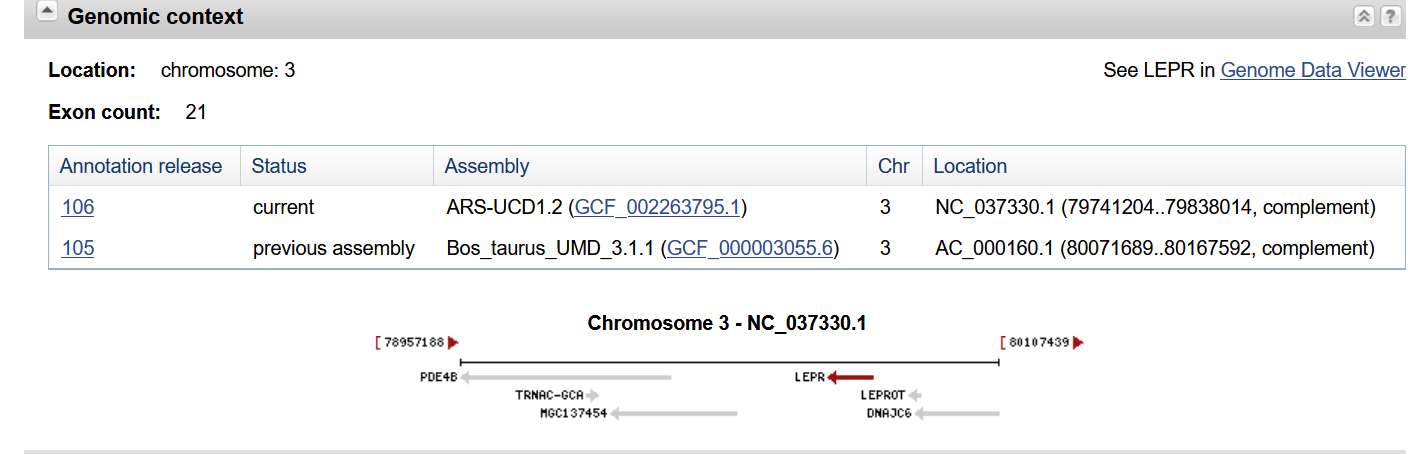 Genomic context
?
Location: chromosome: 3
See LEPR in Genome Data Viewer
Exon count: 21
Annotation release Status Assembly Chr Location
106 current ARS-UCD1.2 (GCF_002263795.1) 3 NC_037330.1 (79741204..79838014, complement)
105 previous assembly Bos_taurus_UMD_3.1.1 (GCF_000003055.6) 3 AC_000160.1 (80071689..80167592, complement)
Chromosome 3 - NC_037330.1
[ 78957188 [ 80107439
PDE4B LEPR
TRNAC-GCA LEPROT
MGC137454 DNAJC6